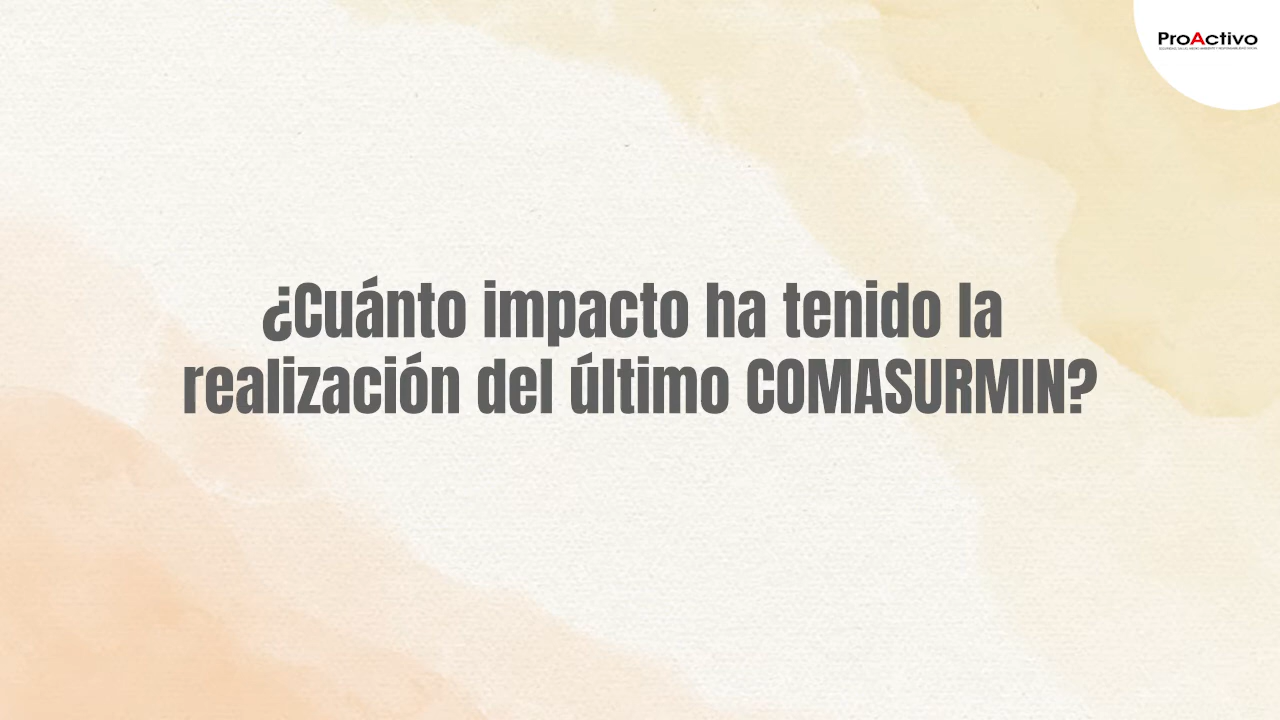 ProActivo
¿Cuánto impacto ha tenido la
realización del último COMASURMIN?